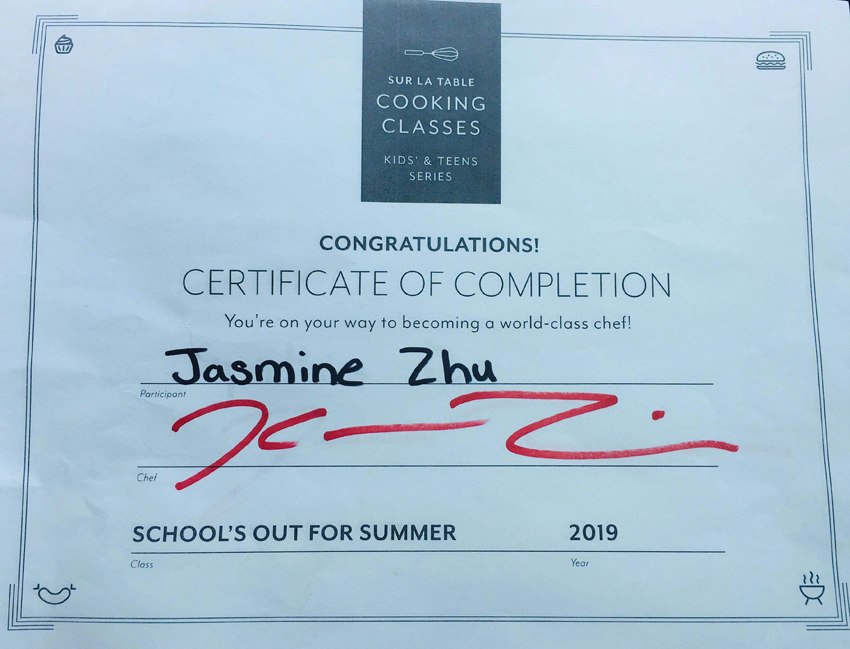 SUR LA TABLE
COOKING
CLASSES
KIDS' & TEENS
SERIES
CONGRATULATIONS!
CERTIFICATE OF COMPLETION
You're on your way to becoming a world-class chef!
Jasmine Zhu
Participant
Chef
SCHOOL'S OUT FOR SUMMER 2019
Class Year